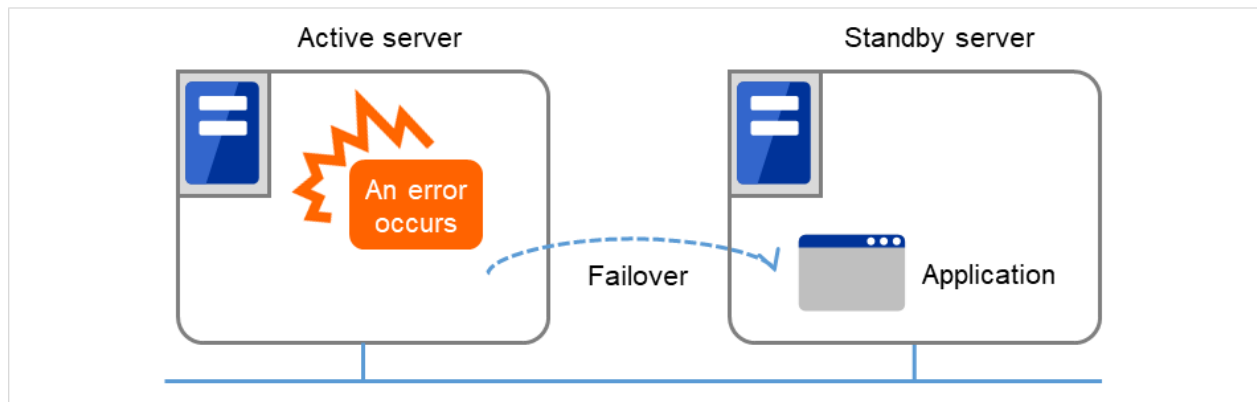 Active server
Standby server
An error
occurs
Failover
Application